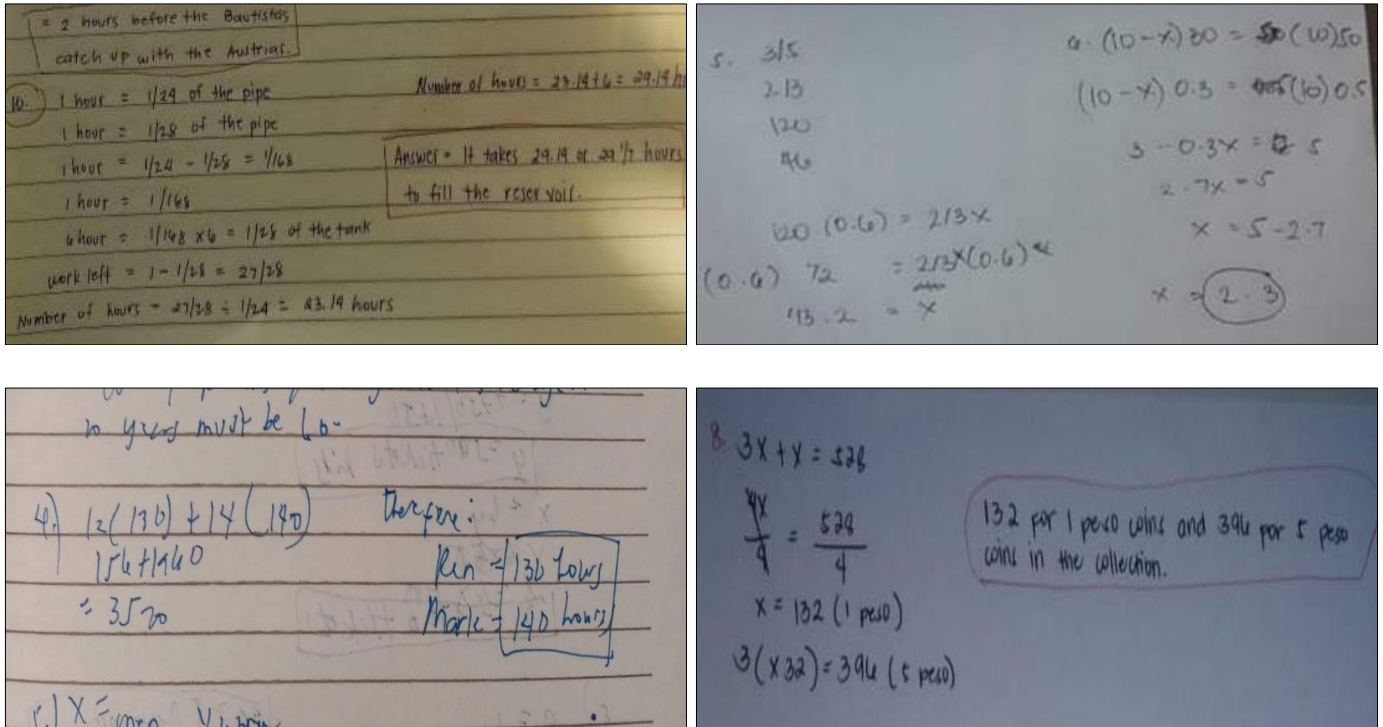 = 2 hours before the Bautistas
catch up with the Austrias.
10. 1 hour = 1/24 of the pipe
1 hour = 1/28 of the pipe
1 hour = 1/24 - 1/28 = 1/168
1 hour = 1/168
6 hour = 1/168 x 6 = 1/28 of the tank
work left = 1 - 1/28 = 27/28
Number of hours = 27/28 ÷ 1/24 = 23.14 hours
Number of hours = 23.14 + 6 = 29.14 h
Answer = It takes 29.14 or 29 1/7 hours
to fill the reservoir.
5. 315
213
120
120 (0.6) = 213x
(0.6) 72 = 213x(0.6)
43.2 = x
(10-x)30 = (10)50
(10-x) 0.3 = (10) 0.5
3 - 0.3x = 5
2.7x = 5
x = 5 - 2.7
x = 2.3
must be
4.) 12(130) + 14(140)
156+1960
= 3520
Therefore:
Ken = 130 hours
Mark = 140 hours
5.) X = men
8. 3x + x = 528
4x/4 = 528/4
x = 132 (1 peso)
3(x32) = 396 (5 peso)
132 for 1 peso coins and 396 for 5 peso
coins in the collection.